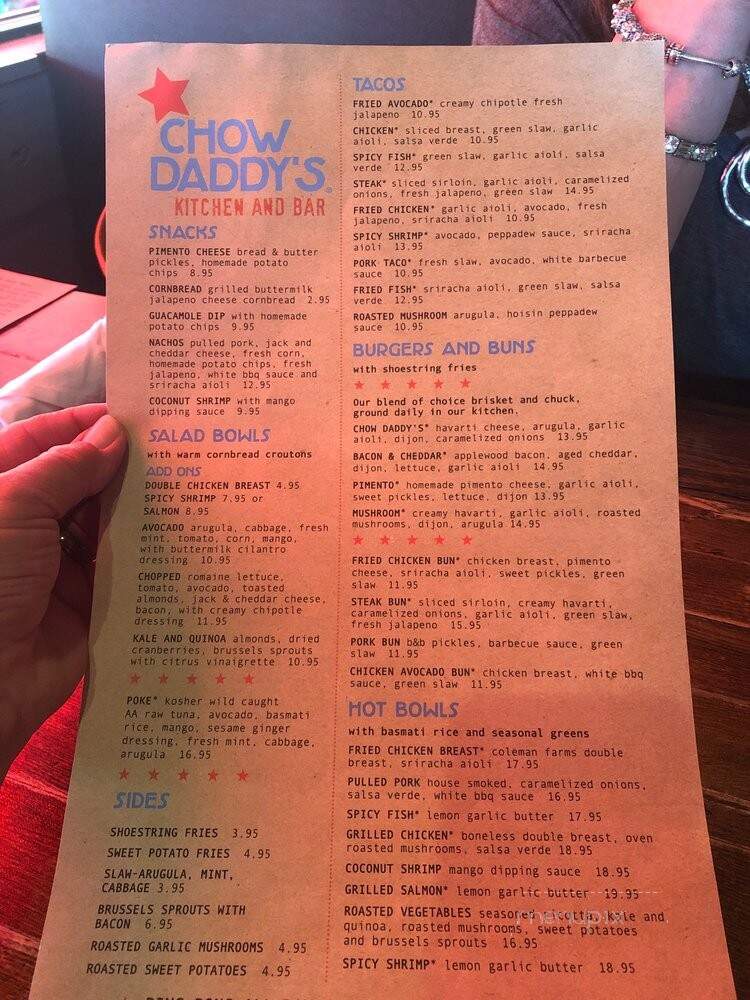 CHOW
DADDY'S®
KITCHEN AND BAR
SNACKS
PIMENTO CHEESE bread & butter
pickles, homemade potato
chips 8.95
CORNBREAD grilled buttermilk
jalapeno cheese cornbread 2.95
GUACAMOLE DIP with homemade
potato chips 9.95
NACHOS pulled pork, jack and
cheddar cheese, fresh corn,
homemade potato chips, fresh
jalapeno, white bbq sauce and
sriracha aioli 12.95
COCONUT SHRIMP with mango
dipping sauce 9.95
SALAD BOWLS
with warm cornbread croutons
ADD ONS
DOUBLE CHICKEN BREAST 4.95
SPICY SHRIMP 7.95 or
SALMON 8.95
AVOCADO arugula, cabbage, fresh
mint, tomato, corn, mango,
with buttermilk cilantro
dressing 10.95
CHOPPED romaine lettuce,
tomato, avocado, toasted
almonds, jack & cheddar cheese,
bacon, with creamy chipotle
dressing 11.95
KALE AND QUINOA almonds, dried
cranberries, brussels sprouts
with citrus vinaigrette 10.95
POKE* kosher wild caught
AA raw tuna, avocado, basmati
rice, mango, sesame ginger
dressing, fresh mint, cabbage,
arugula 16.95
SIDES
SHOESTRING FRIES 3.95
SWEET POTATO FRIES 4.95
SLAW-ARUGULA, MINT,
CABBAGE 3.95
BRUSSELS SPROUTS WITH
BACON 6.95
ROASTED GARLIC MUSHROOMS 4.95
ROASTED SWEET POTATOES 4.95
TACOS
FRIED AVOCADO* creamy chipotle fresh
jalapeno 10.95
CHICKEN* sliced breast, green slaw, garlic
aioli, salsa verde 10.95
SPICY FISH* green slaw, garlic aioli, salsa
verde 12.95
STEAK* sliced sirloin, garlic aioli, caramelized
onions, fresh jalapeno, green slaw 14.95
FRIED CHICKEN* garlic aioli, avocado, fresh
jalapeno, sriracha aioli 10.95
SPICY SHRIMP* avocado, peppadew sauce, sriracha
aioli 13.95
PORK TACO* fresh slaw, avocado, white barbecue
sauce 10.95
FRIED FISH* sriracha aioli, green slaw, salsa
verde 12.95
ROASTED MUSHROOM arugula, hoisin peppadew
sauce 10.95
BURGERS AND BUNS
with shoestring fries
Our blend of choice brisket and chuck,
ground daily in our kitchen.
CHOW DADDY'S* havarti cheese, arugula, garlic
aioli, dijon, caramelized onions 13.95
BACON & CHEDDAR* applewood bacon, aged cheddar,
dijon, lettuce, garlic aioli 14.95
PIMENTO* homemade pimento cheese, garlic aioli,
sweet pickles, lettuce, dijon 13.95
MUSHROOM* creamy havarti, garlic aioli, roasted
mushrooms, dijon, arugula 14.95
FRIED CHICKEN BUN* chicken breast, pimento
cheese, sriracha aioli, sweet pickles, green
slaw 11.95
STEAK BUN* sliced sirloin, creamy havarti,
caramelized onions, garlic aioli, green slaw,
fresh jalapeno 15.95
PORK BUN b&b pickles, barbecue sauce, green
slaw 11.95
CHICKEN AVOCADO BUN* chicken breast, white bbq
sauce, green slaw 11.95
HOT BOWLS
with basmati rice and seasonal greens
FRIED CHICKEN BREAST* coleman farms double
breast, sriracha aioli 17.95
PULLED PORK house smoked, caramelized onions,
salsa verde, white bbq sauce 16.95
SPICY FISH* lemon garlic butter 17.95
GRILLED CHICKEN* boneless double breast, oven
roasted mushrooms, salsa verde 18.95
COCONUT SHRIMP mango dipping sauce 18.95
GRILLED SALMON* lemon garlic butter 19.95
ROASTED VEGETABLES seasoned ricotta, kale and
quinoa, roasted mushrooms, sweet potatoes
and brussels sprouts 16.95
SPICY SHRIMP* lemon garlic butter 18.95